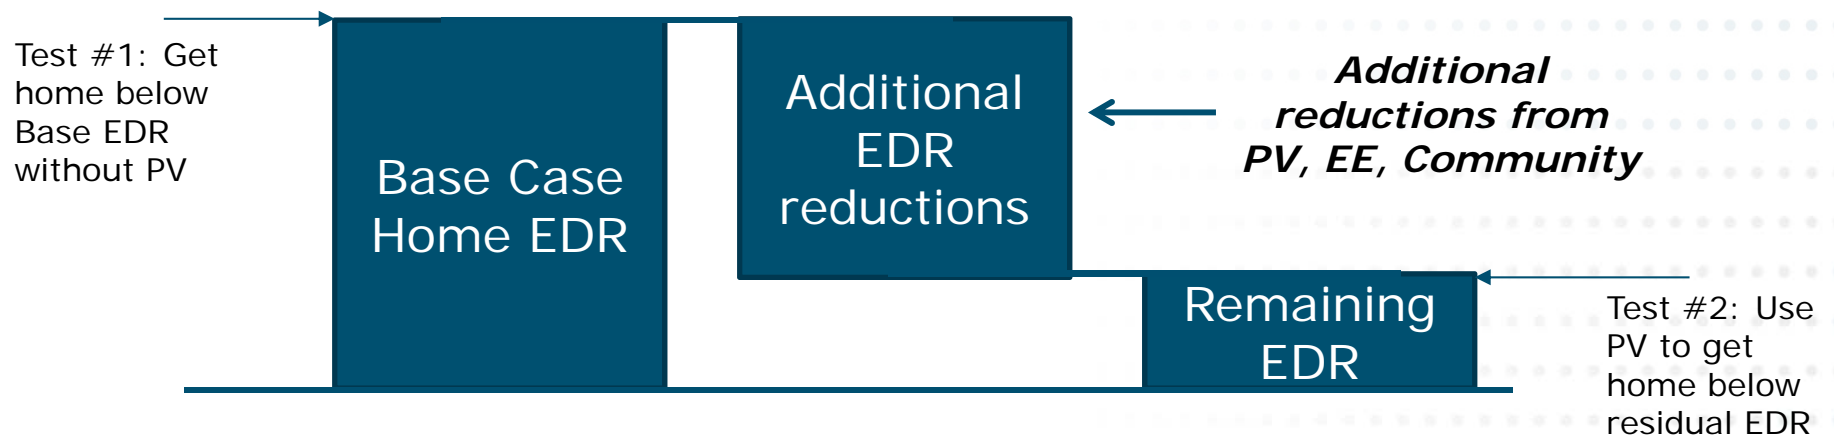 Test #1: Get
home below
Base EDR
without PV
Base Case
Home EDR
Additional
EDR
reductions
Additional
reductions from
PV, EE, Community
Remaining
EDR
Test #2: Use
PV to get
home below
residual EDR